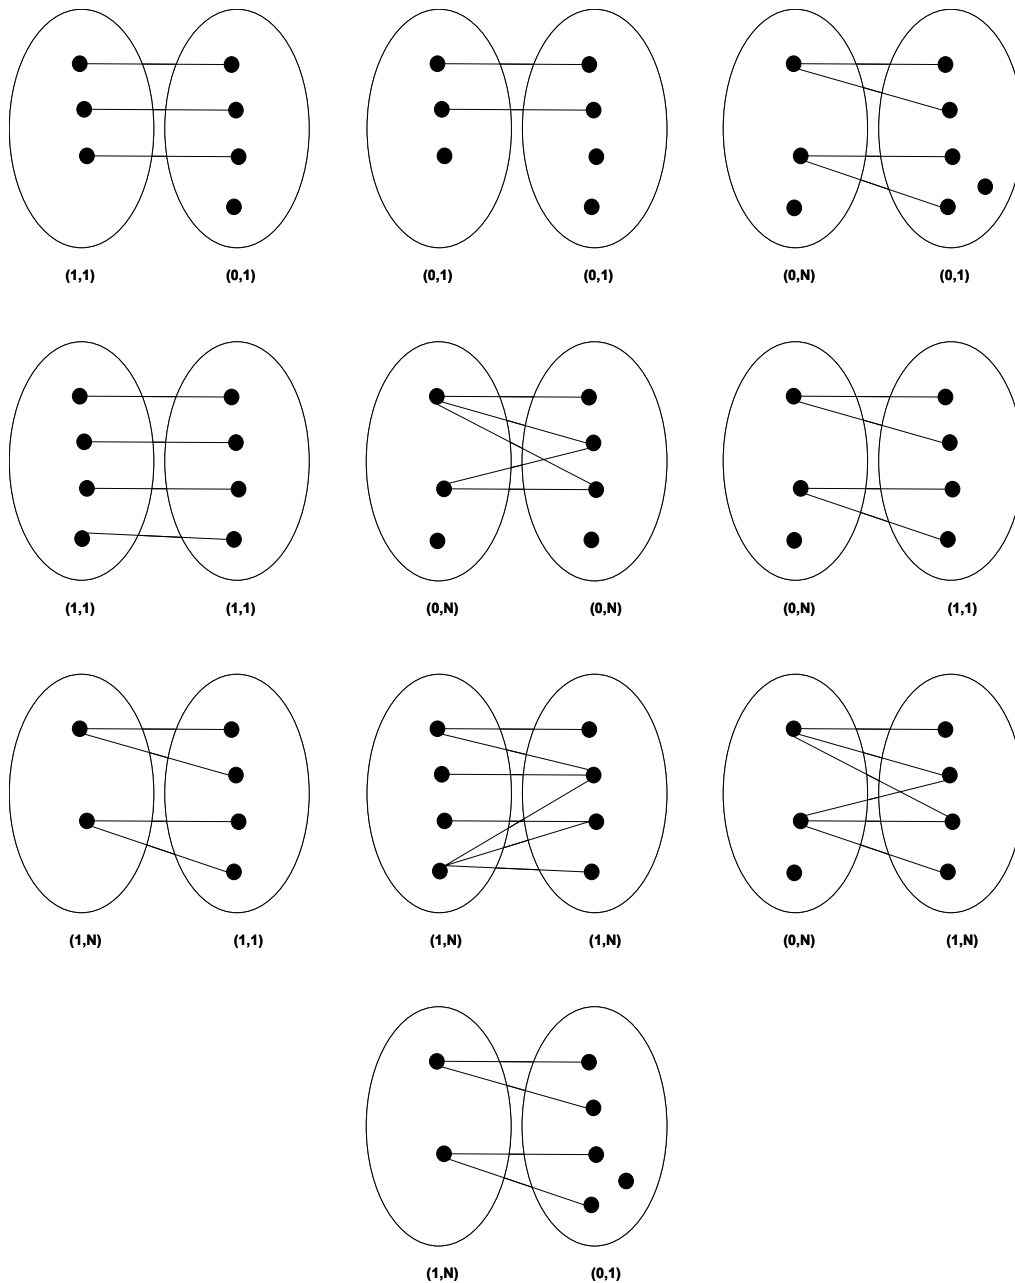 (1,1) (0,1) (0,1) (0,1) (0,N) (0,1)
(1,1) (1,1) (0,N) (0,N) (0,N) (1,1)
(1,N) (1,1) (1,N) (1,N) (0,N) (1,N)
(1,N) (0,1)